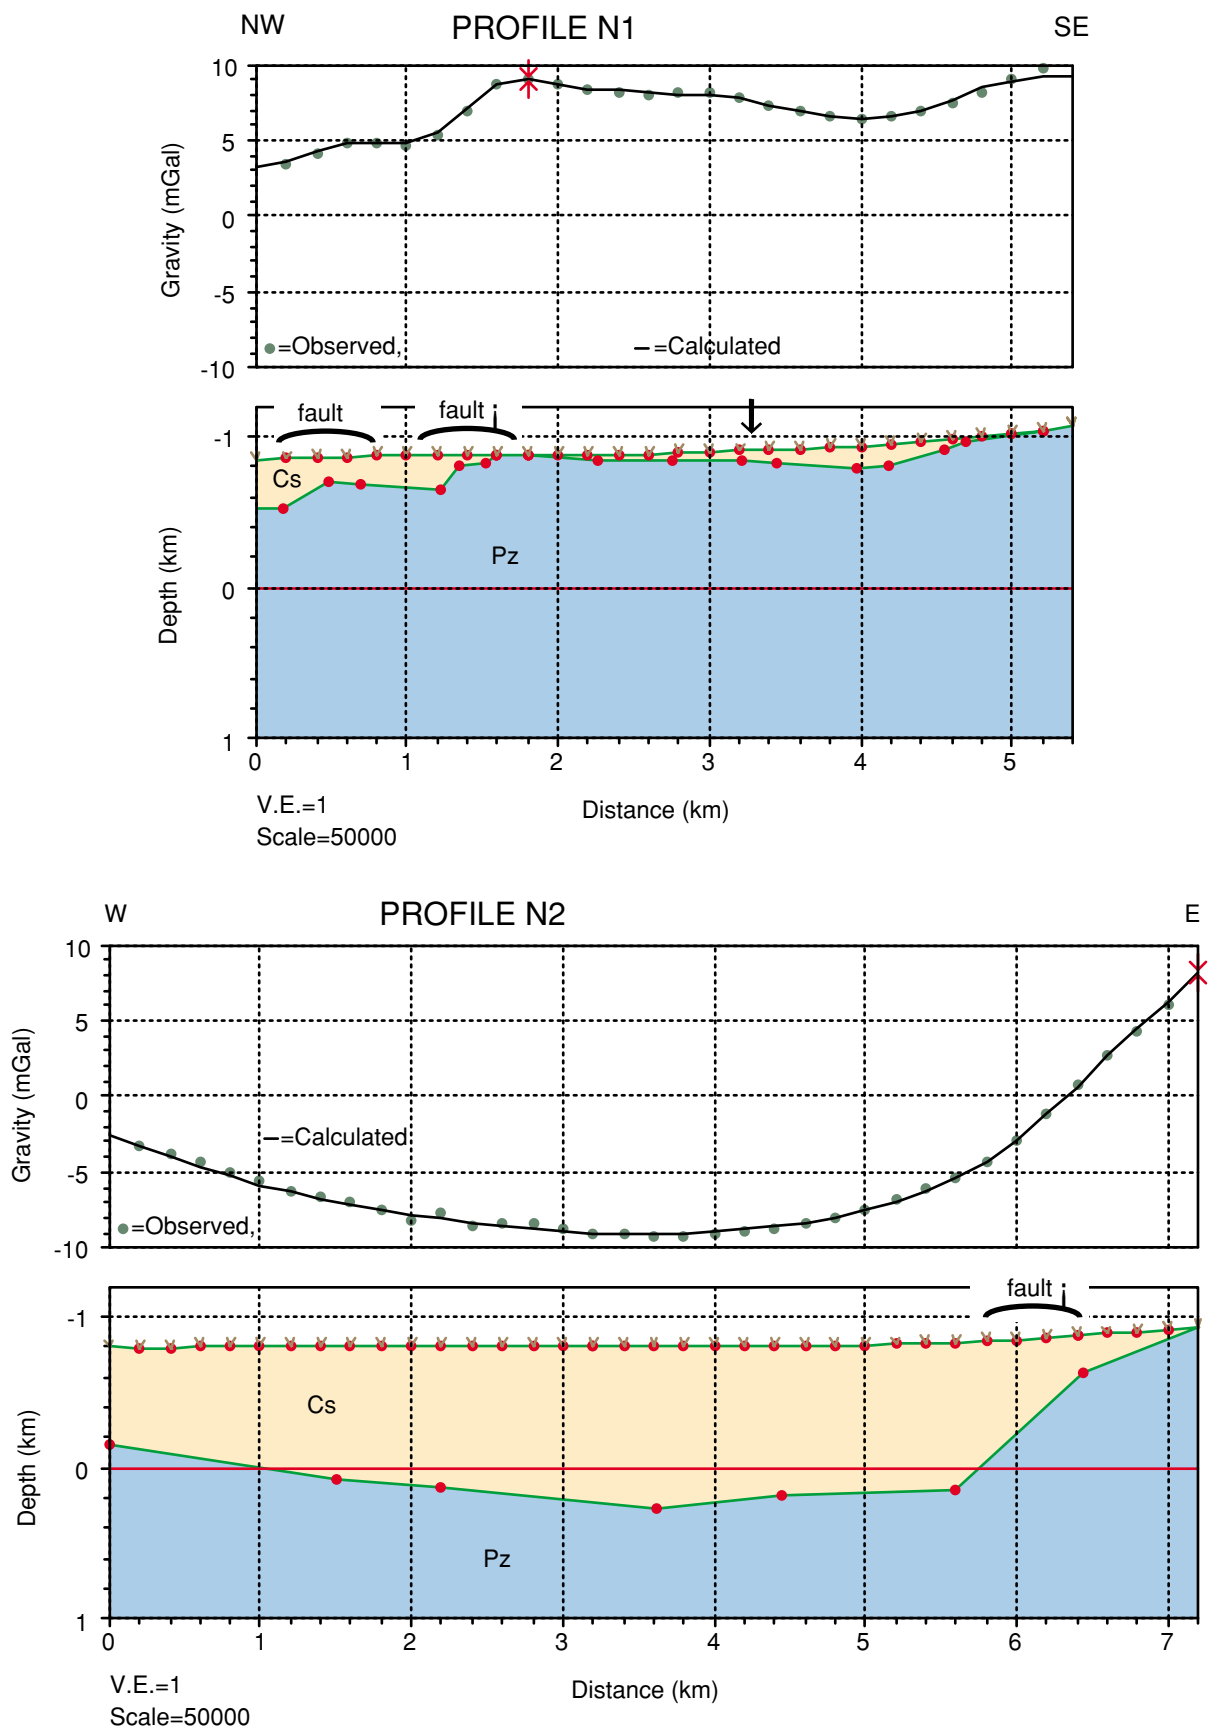 NW PROFILE N1 SE
10
5
0
-5
-10
Gravity (mGal)
=Observed, =Calculated
fault fault
-1
0
1
Depth (km)
Cs
Pz
0 1 2 3 4 5
V.E.=1
Distance (km)
Scale=50000
W PROFILE N2 E
10
5
0
-5
-10
Gravity (mGal)
=Calculated
=Observed,
fault
-1
0
1
Depth (km)
Cs
Pz
0 1 2 3 4 5 6 7
V.E.=1
Distance (km)
Scale=50000